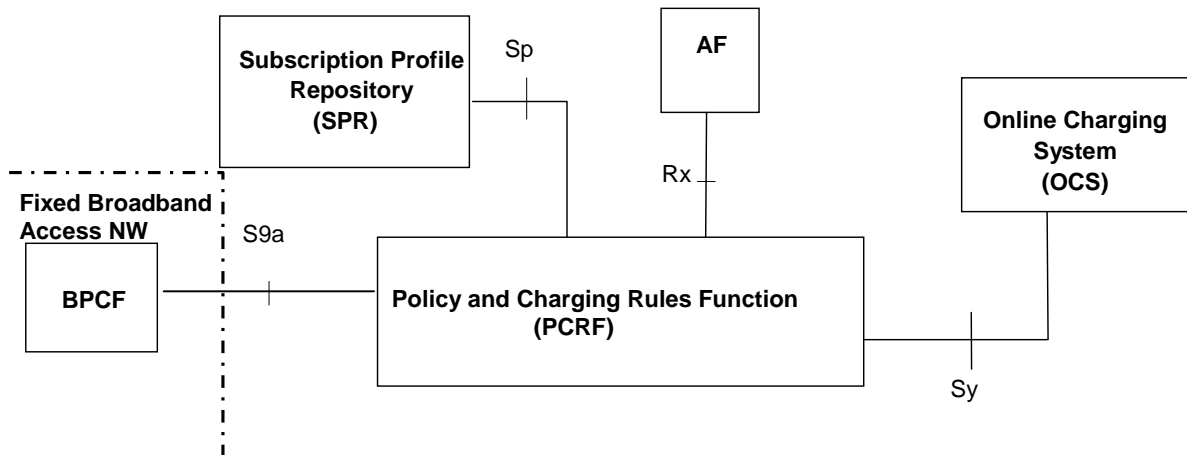 AF
Sp
Subscription Profile
Repository
(SPR)
Online Charging
System
(OCS)
Rx
Fixed Broadband
Access NW
S9a
BPCF
Policy and Charging Rules Function
(PCRF)
Sy